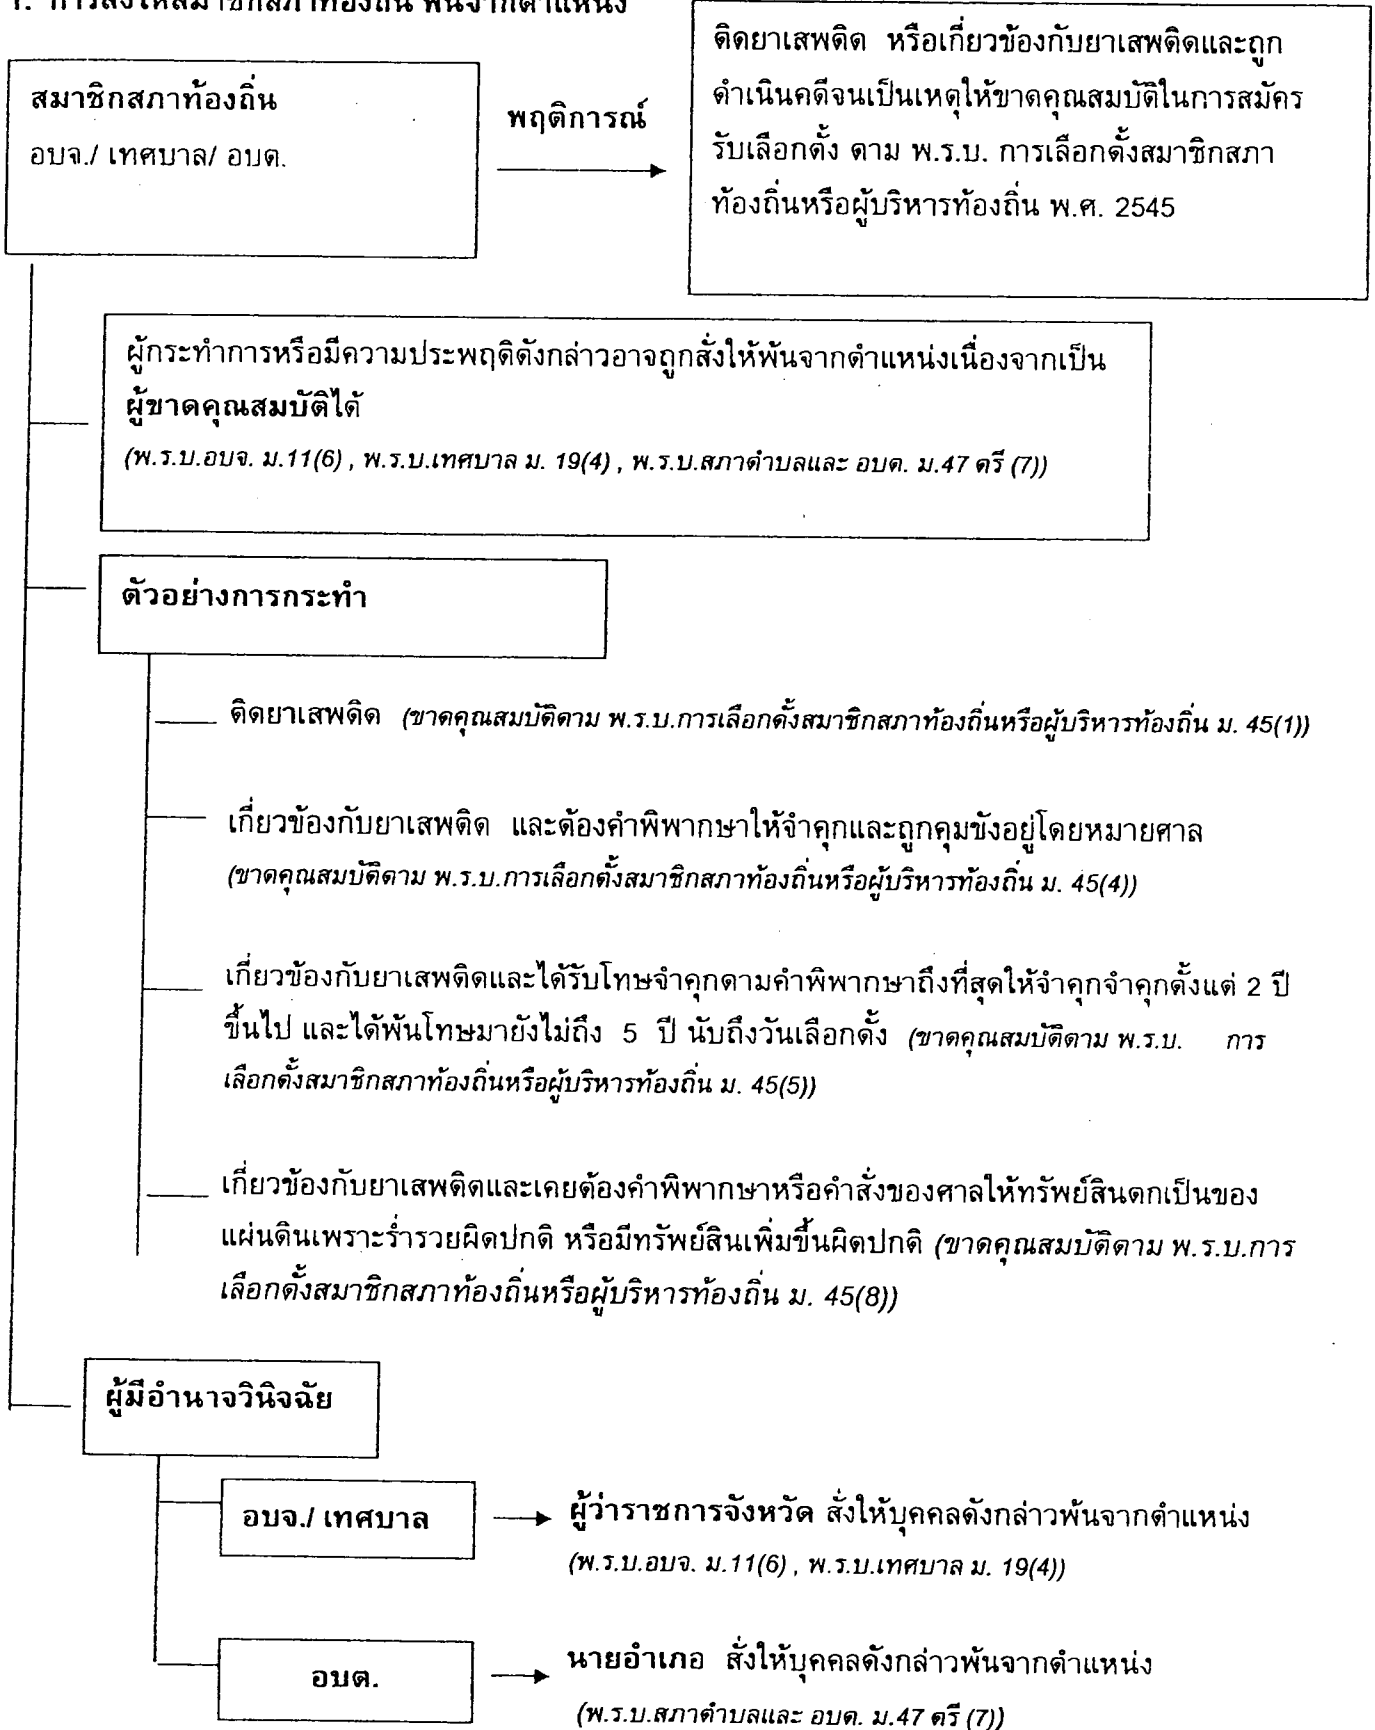 1. การสั่งให้สมาชิกสภาท้องถิ่น พ้นจากตำแหน่ง
สมาชิกสภาท้องถิ่น
อบจ./ เทศบาล/ อบต.
พฤติการณ์
ติดยาเสพติด หรือเกี่ยวข้องกับยาเสพติดและถูก
ดำเนินคดีจนเป็นเหตุให้ขาดคุณสมบัติในการสมัคร
รับเลือกตั้ง ตาม พ.ร.บ. การเลือกตั้งสมาชิกสภา
ท้องถิ่นหรือผู้บริหารท้องถิ่น พ.ศ. 2545
ผู้กระทำการหรือมีความประพฤติดังกล่าวอาจถูกสั่งให้พ้นจากตำแหน่งเนื่องจากเป็น
ผู้ขาดคุณสมบัติได้
(พ.ร.บ.อบจ. ม.11(6) , พ.ร.บ.เทศบาล ม. 19(4) , พ.ร.บ.สภาตำบลและ อบต. ม.47 ตรี (7))
ตัวอย่างการกระทำ
ติดยาเสพติด (ขาดคุณสมบัติตาม พ.ร.บ.การเลือกตั้งสมาชิกสภาท้องถิ่นหรือผู้บริหารท้องถิ่น ม. 45(1))
เกี่ยวข้องกับยาเสพติด และต้องคำพิพากษาให้จำคุกและถูกคุมขังอยู่โดยหมายศาล
(ขาดคุณสมบัติตาม พ.ร.บ.การเลือกตั้งสมาชิกสภาท้องถิ่นหรือผู้บริหารท้องถิ่น ม. 45(4))
เกี่ยวข้องกับยาเสพติดและได้รับโทษจำคุกตามคำพิพากษาถึงที่สุดให้จำคุกจำคุกตั้งแต่ 2 ปี
ขึ้นไป และได้พ้นโทษมายังไม่ถึง 5 ปี นับถึงวันเลือกตั้ง (ขาดคุณสมบัติตาม พ.ร.บ. การ
เลือกตั้งสมาชิกสภาท้องถิ่นหรือผู้บริหารท้องถิ่น ม. 45(5))
เกี่ยวข้องกับยาเสพติดและเคยต้องคำพิพากษาหรือคำสั่งของศาลให้ทรัพย์สินตกเป็นของ
แผ่นดินเพราะร่ำรวยผิดปกติ หรือมีทรัพย์สินเพิ่มขึ้นผิดปกติ (ขาดคุณสมบัติตาม พ.ร.บ.การ
เลือกตั้งสมาชิกสภาท้องถิ่นหรือผู้บริหารท้องถิ่น ม. 45(8))
ผู้มีอำนาจวินิจฉัย
อบจ./ เทศบาล
ผู้ว่าราชการจังหวัด สั่งให้บุคคลดังกล่าวพ้นจากตำแหน่ง
(พ.ร.บ.อบจ. ม.11(6) , พ.ร.บ.เทศบาล ม. 19(4))
อบต.
นายอำเภอ สั่งให้บุคคลดังกล่าวพ้นจากตำแหน่ง
(พ.ร.บ.สภาตำบลและ อบต. ม.47 ตรี (7))